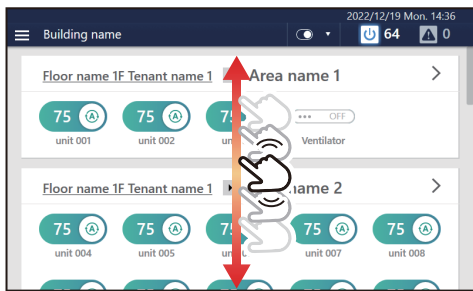 2022/12/19 Mon. 14:36
Building name 64 0
Floor name 1F Tenant name 1 Area name 1
75 A 75 A 75 ••• OFF
unit 001 unit 002 Ventilator
Floor name 1F Tenant name 1 name 2
75 A 75 A 75 75 A 75 A
unit 004 unit 005 unit 007 unit 008